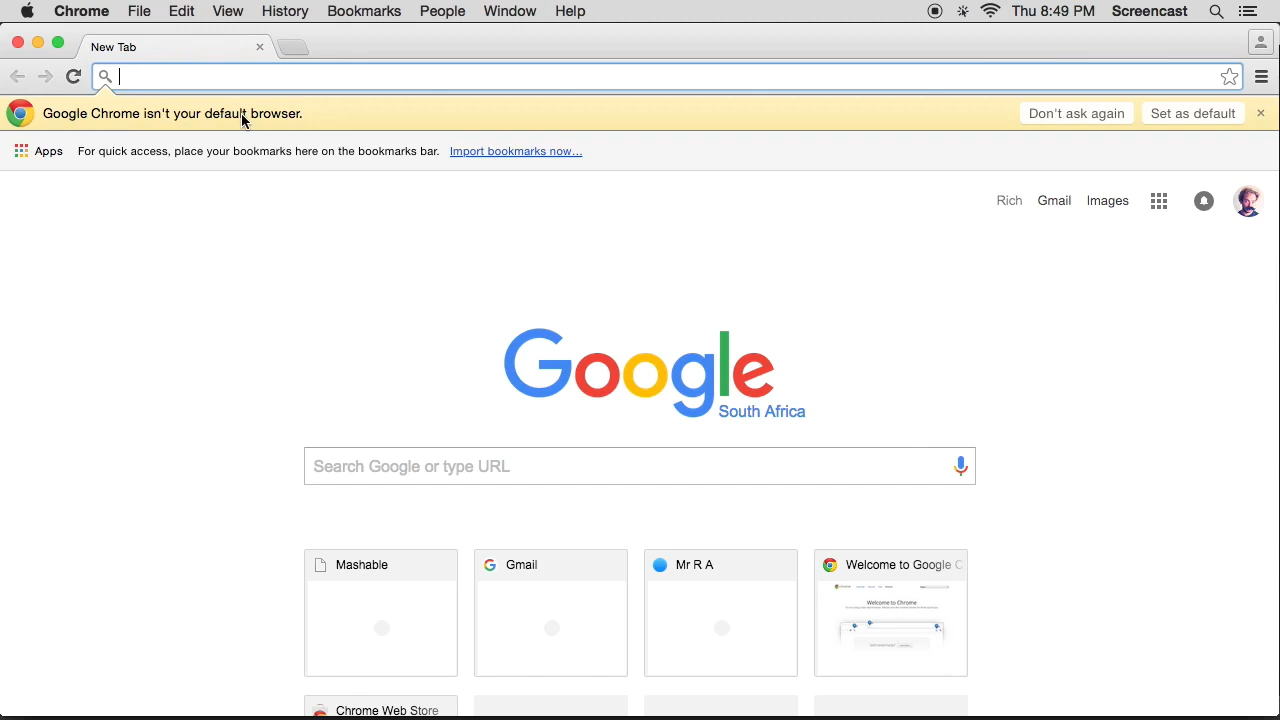 Chrome File Edit View History Bookmarks People Window Help Thu 8:49 PM Screencast
New Tab
Google Chrome isn't your default browser. Don't ask again Set as default
Apps For quick access, place your bookmarks here on the bookmarks bar. Import bookmarks now...
Rich Gmail Images
Google
South Africa
Search Google or type URL
Mashable Gmail Mr R A Welcome to Google C
Welcome to Chrome
Chrome Web Store